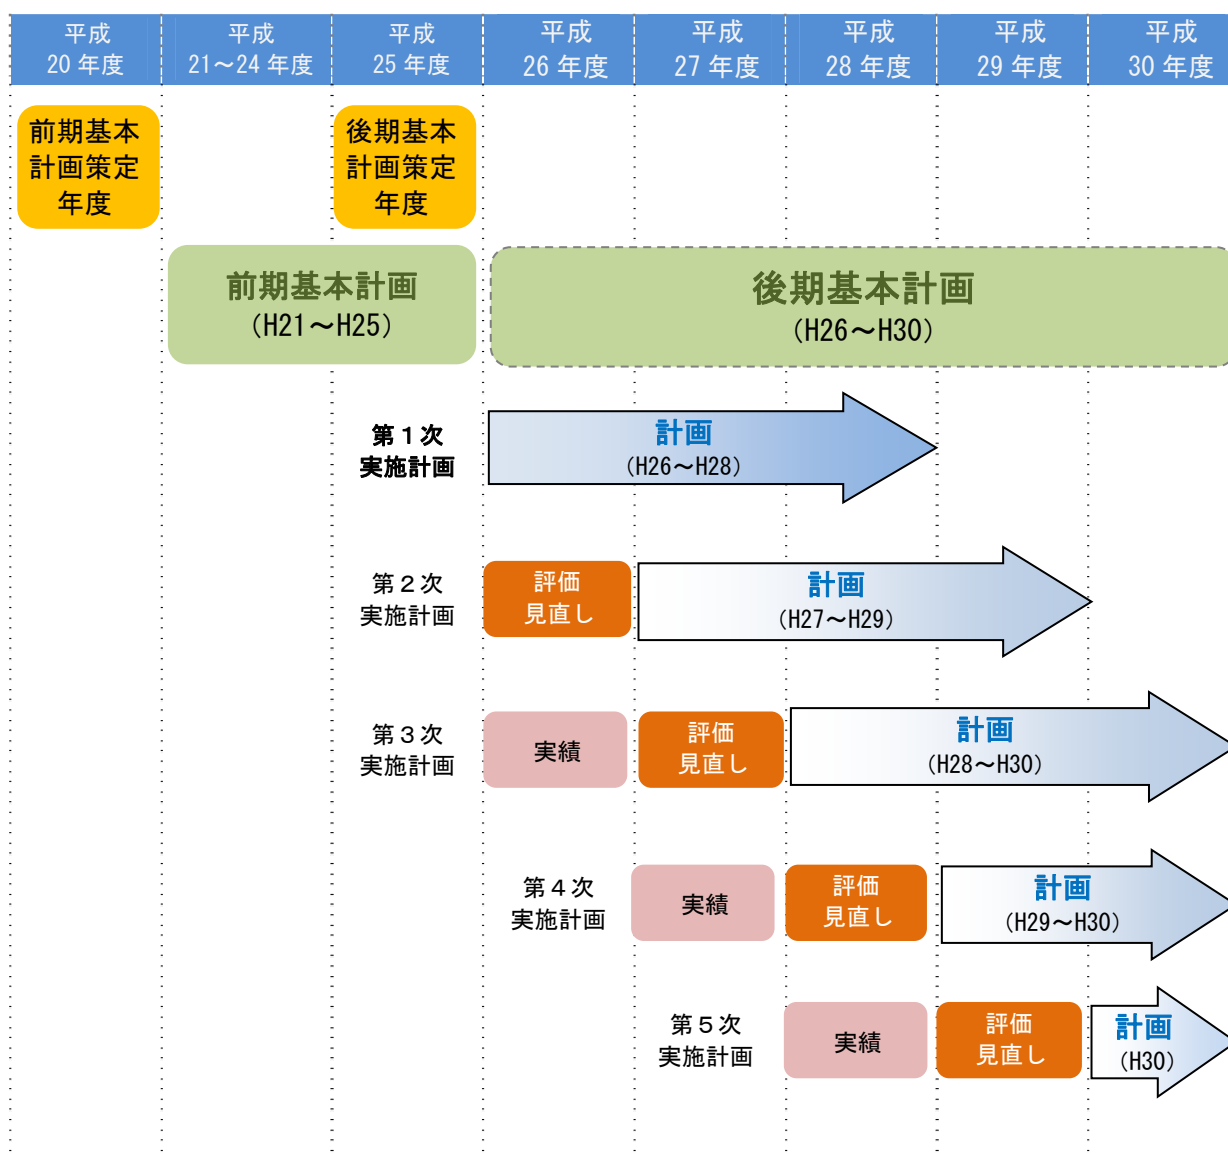 平成
20 年度
平成
21～24 年度
平成
25 年度
平成
26 年度
平成
27 年度
平成
28 年度
平成
29 年度
平成
30 年度
前期基本
計画策定
年度
後期基本
計画策定
年度
前期基本計画
（H21～H25）
後期基本計画
（H26～H30）
第１次
実施計画
計画
（H26～H28）
第２次
実施計画
評価
見直し
計画
（H27～H29）
第３次
実施計画
実績
評価
見直し
計画
（H28～H30）
第４次
実施計画
実績
評価
見直し
計画
（H29～H30）
第５次
実施計画
実績
評価
見直し
計画
（H30）